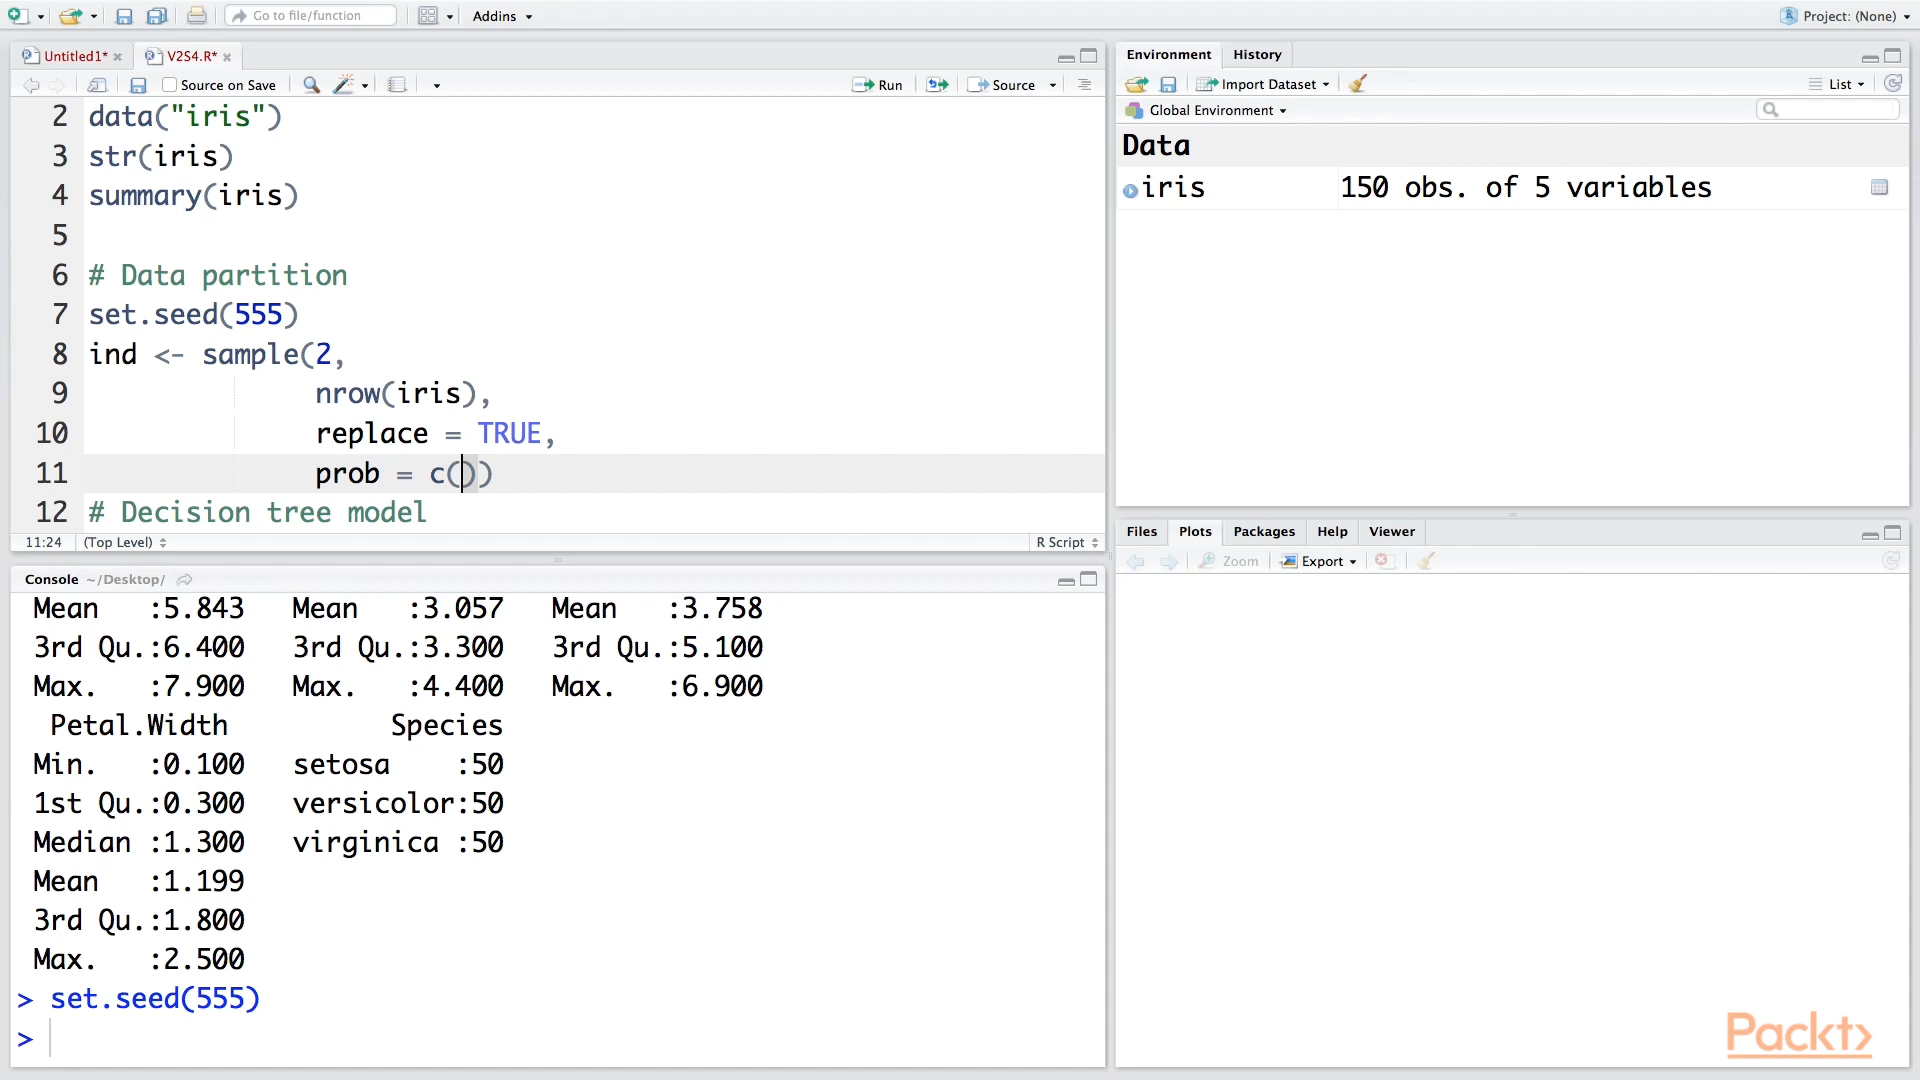 Go to file/function
Addins
Project: (None)
Untitled1*
V2S4.R*
Source on Save
Run
Source
2 data("iris")
3 str(iris)
4 summary(iris)
5
6 # Data partition
7 set.seed(555)
8 ind <- sample(2,
9 nrow(iris),
10 replace = TRUE,
11 prob = c())
12 # Decision tree model
11:24
(Top Level)
R Script
Console ~/Desktop/
Mean :5.843 Mean :3.057 Mean :3.758
3rd Qu.:6.400 3rd Qu.:3.300 3rd Qu.:5.100
Max. :7.900 Max. :4.400 Max. :6.900
Petal.Width Species
Min. :0.100 setosa :50
1st Qu.:0.300 versicolor:50
Median :1.300 virginica :50
Mean :1.199
3rd Qu.:1.800
Max. :2.500
> set.seed(555)
>
Environment History
Import Dataset
List
Global Environment
Data
iris 150 obs. of 5 variables
Files Plots Packages Help Viewer
Zoom
Export
Packt>